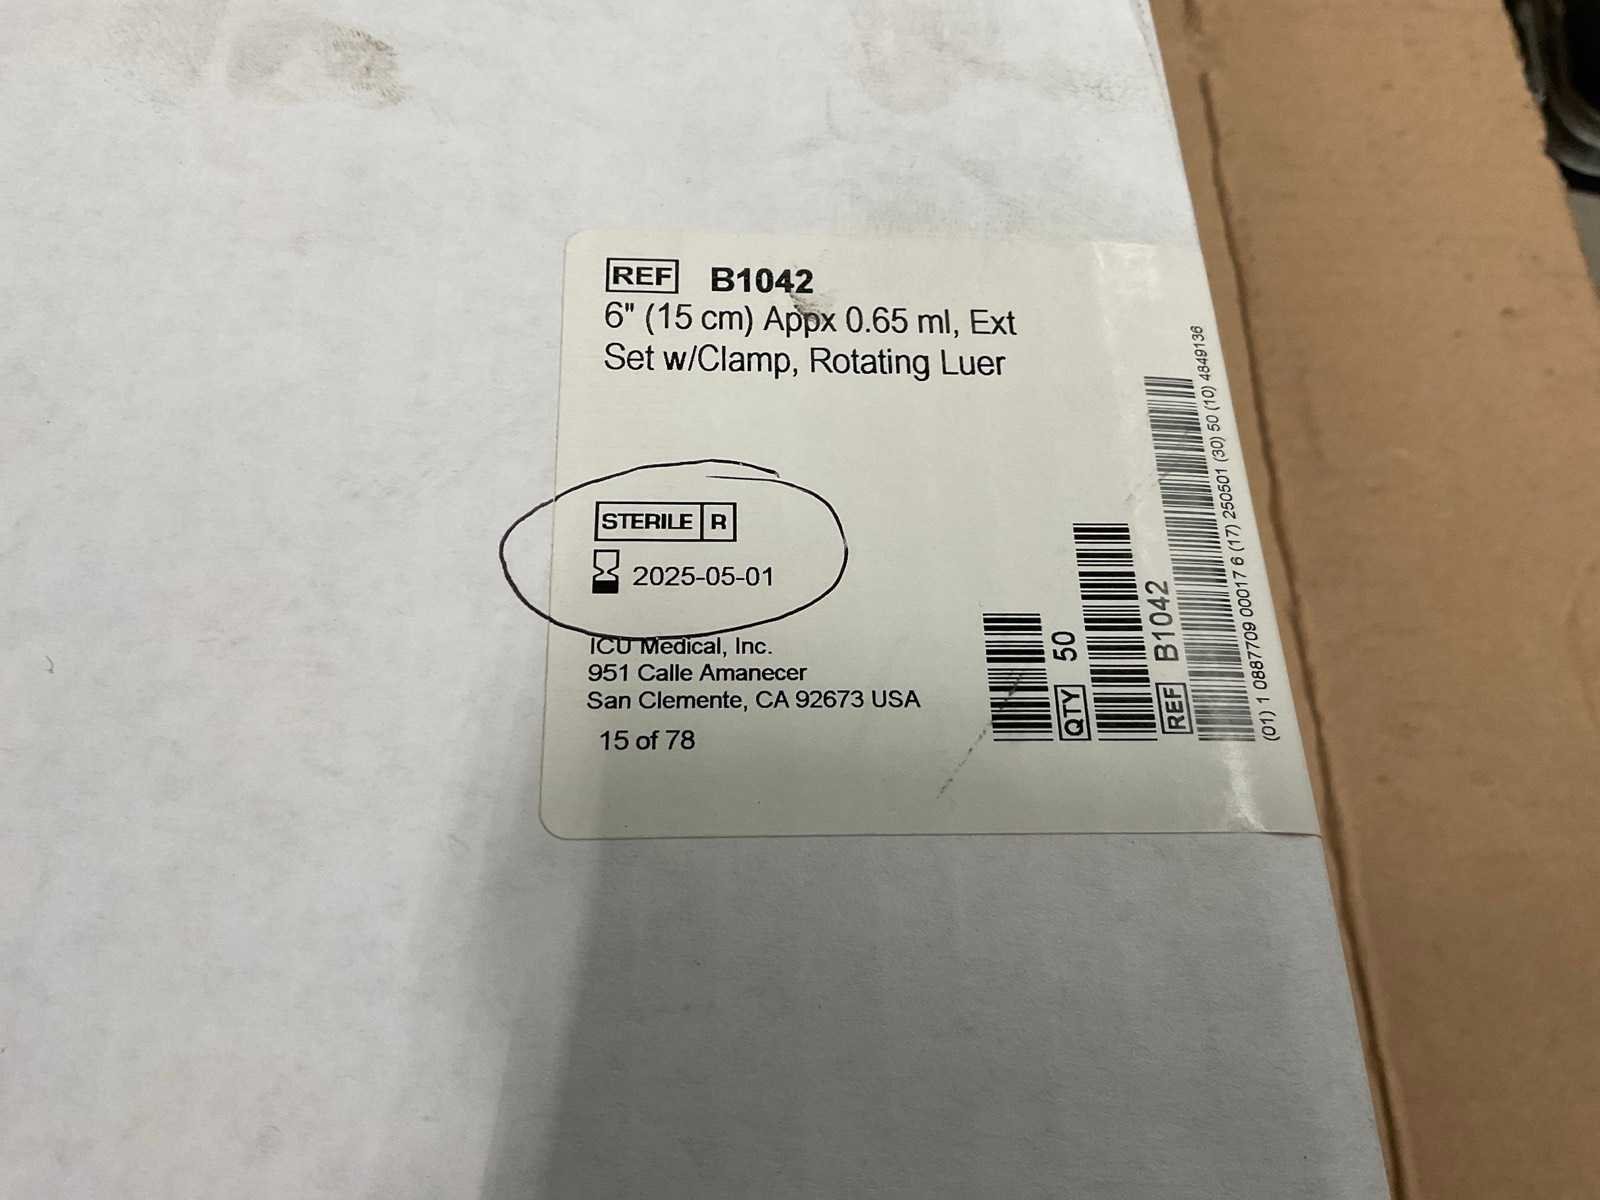 REF B1042
6" (15 cm) Appx 0.65 ml, Ext
Set w/Clamp, Rotating Luer
STERILE R
2025-05-01
ICU Medical, Inc.
951 Calle Amanecer
San Clemente, CA 92673 USA
15 of 78
QTY 50
REF B1042
(01) 1 0887709 00017 6 (17) 250501 (30) 50 (10) 4849136